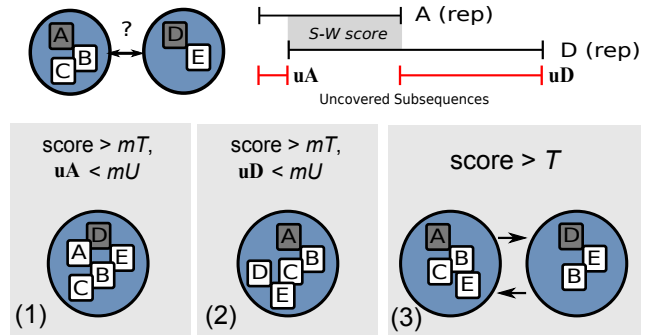 A
B
C
?
D
E
A (rep)
S-W score
D (rep)
uA
uD
Uncovered Subsequences
score > mT,
uA < mU
D
A
E
B
C
(1)
score > mT,
uD < mU
A
B
D
C
E
(2)
score > T
A
B
C
E
D
E
B
(3)